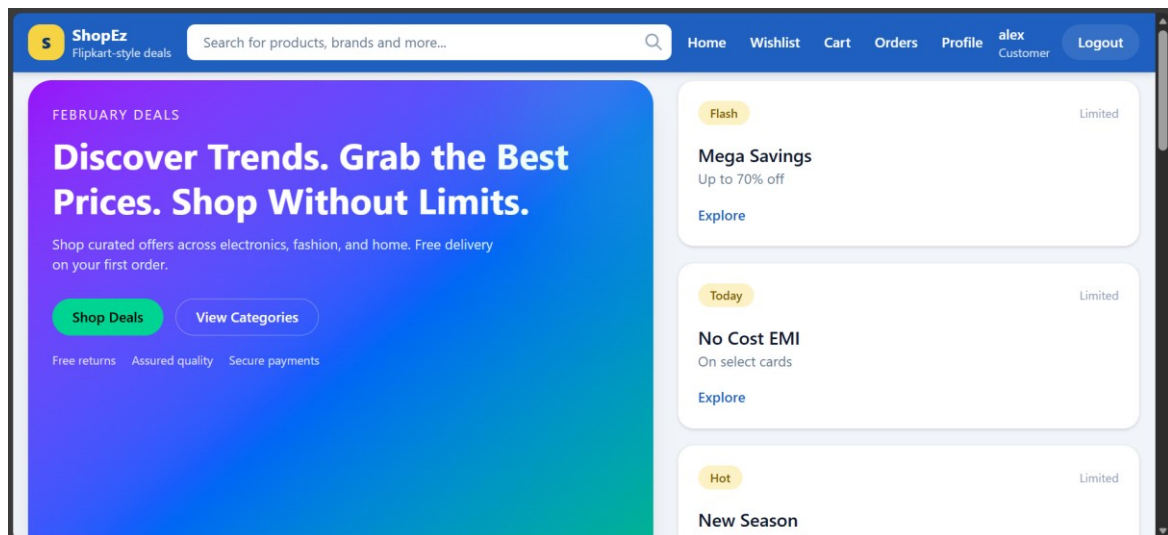 S
ShopEz
Flipkart-style deals
Search for products, brands and more...
Home
Wishlist
Cart
Orders
Profile
alex
Customer
Logout
FEBRUARY DEALS
Discover Trends. Grab the Best
Prices. Shop Without Limits.
Shop curated offers across electronics, fashion, and home. Free delivery
on your first order.
Shop Deals
View Categories
Free returns
Assured quality
Secure payments
Flash
Limited
Mega Savings
Up to 70% off
Explore
Today
Limited
No Cost EMI
On select cards
Explore
Hot
Limited
New Season